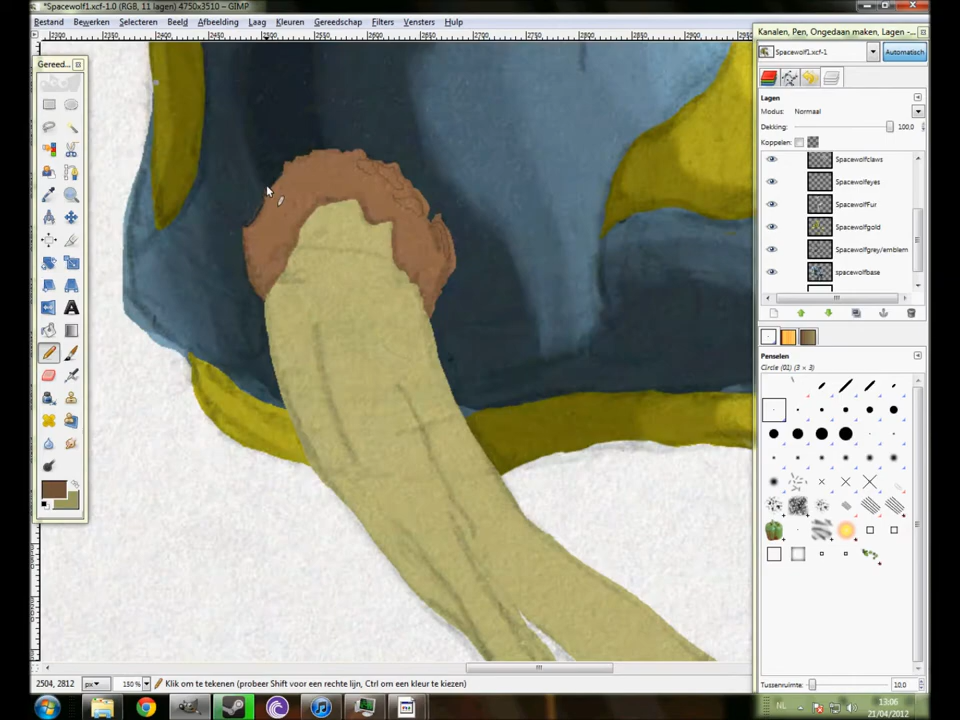 *Spacewolf1.xcf-1.0 (RGB, 11 lagen) 4750x3510 – GIMP
Bestand Bewerken Selecteren Beeld Afbeelding Laag Kleuren Gereedschap Filters Vensters Help
Gereed...
Kanalen, Pen, Ongedaan maken, Lagen -...
Spacewolf1.xcf-1
Automatisch
Lagen
Modus: Normaal
Dekking: 100,0
Koppelen:
Spacewolfclaws
Spacewolfeyes
SpacewolfFur
Spacewolfgold
Spacewolfgrey/emblem
spacewolfbase
Penselen
Circle (01) (3 × 3)
Tussenruimte: 10,0
2504, 2812 px 150 % Klik om te tekenen (probeer Shift voor een rechte lijn, Ctrl om een kleur te kiezen)
NL
13:06
21/04/2012